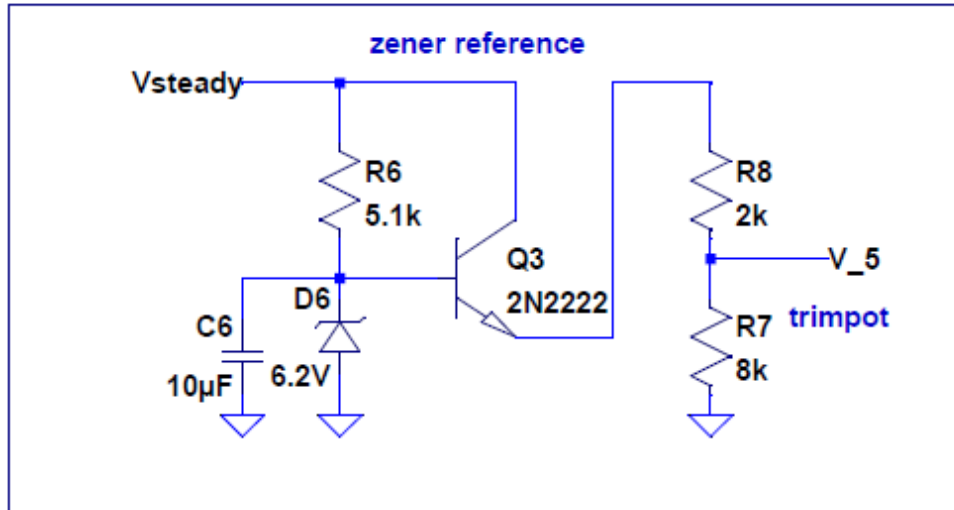 zener reference
Vsteady
R6
5.1k
R8
2k
Q3
2N2222
V_5
D6
C6
6.2V
10µF
R7
8k
trimpot